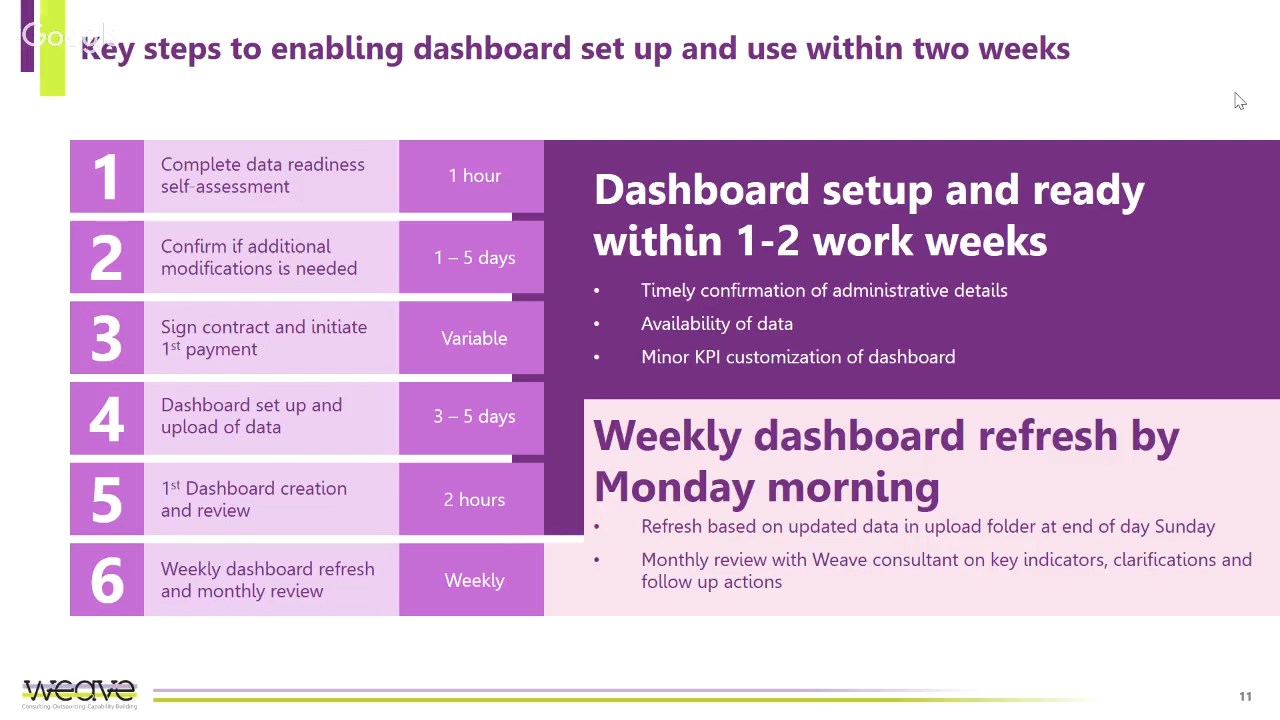 Google
Key steps to enabling dashboard set up and use within two weeks
1
Complete data readiness
self-assessment
1 hour
2
Confirm if additional
modifications is needed
1 – 5 days
3
Sign contract and initiate
1st payment
Variable
4
Dashboard set up and
upload of data
3 – 5 days
5
1st Dashboard creation
and review
2 hours
6
Weekly dashboard refresh
and monthly review
Weekly
Dashboard setup and ready
within 1-2 work weeks
• Timely confirmation of administrative details
• Availability of data
• Minor KPI customization of dashboard
Weekly dashboard refresh by
Monday morning
• Refresh based on updated data in upload folder at end of day Sunday
• Monthly review with Weave consultant on key indicators, clarifications and
follow up actions
weave
Consulting-Outsourcing-Capability Building
11